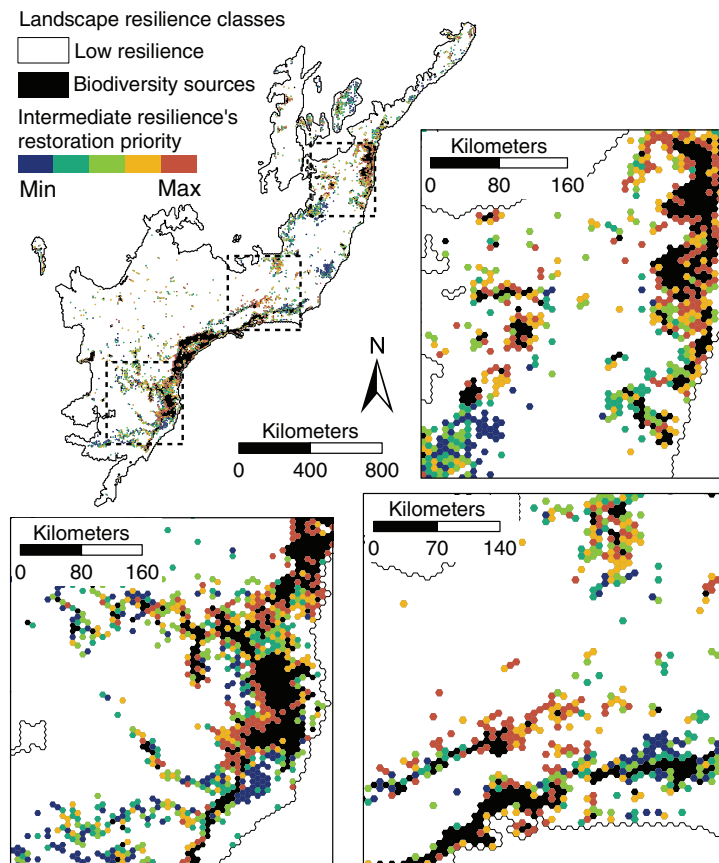 Landscape resilience classes
Low resilience
Biodiversity sources
Intermediate resilience's
restoration priority
Min Max
N
Kilometers
0 400 800
Kilometers
0 80 160
Kilometers
0 80 160
Kilometers
0 70 140